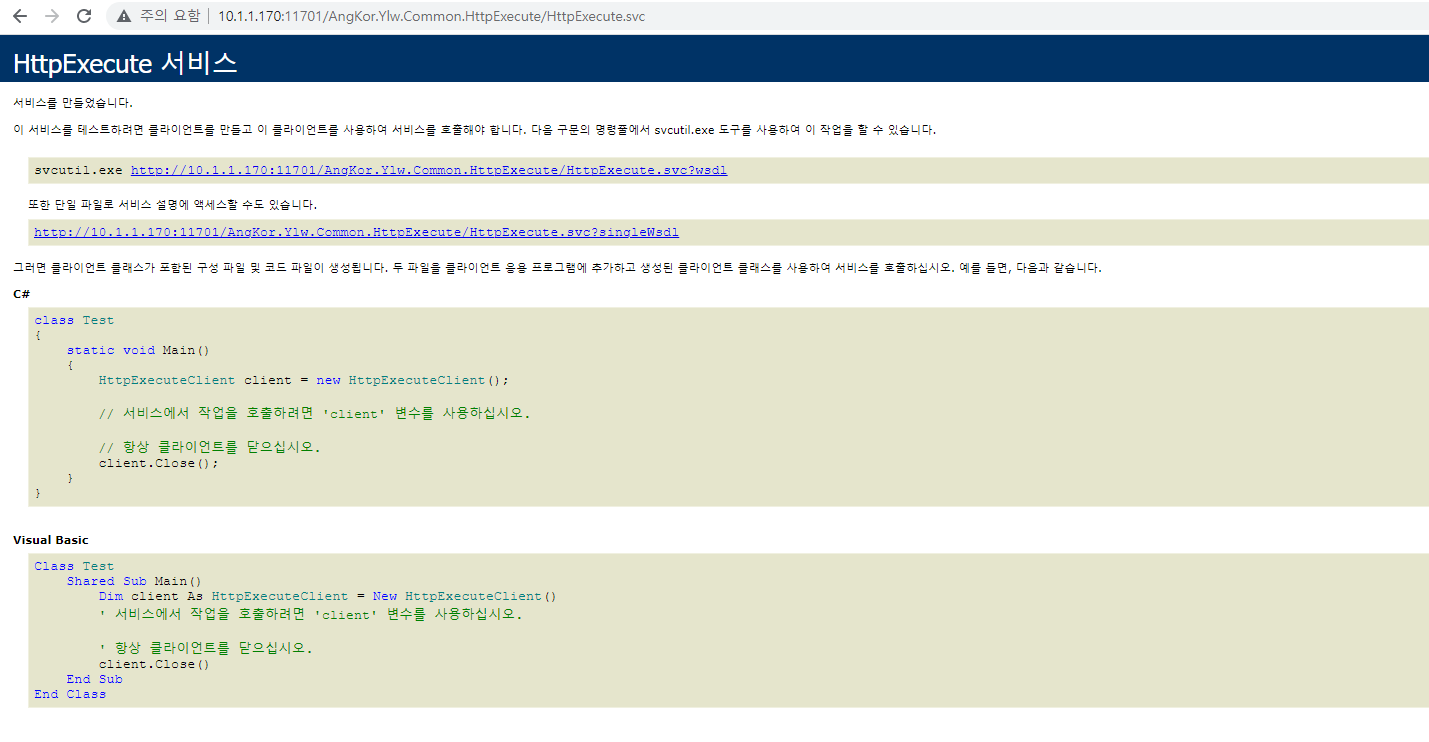 주의 요함 | 10.1.1.170:11701/AngKor.Ylw.Common.HttpExecute/HttpExecute.svc
HttpExecute 서비스
서비스를 만들었습니다.
이 서비스를 테스트하려면 클라이언트를 만들고 이 클라이언트를 사용하여 서비스를 호출해야 합니다. 다음 구문의 명령줄에서 svcutil.exe 도구를 사용하여 이 작업을 할 수 있습니다.
svcutil.exe http://10.1.1.170:11701/AngKor.Ylw.Common.HttpExecute/HttpExecute.svc?wsdl
또한 단일 파일로 서비스 설명에 액세스할 수도 있습니다.
http://10.1.1.170:11701/AngKor.Ylw.Common.HttpExecute/HttpExecute.svc?singleWsdl
그러면 클라이언트 클래스가 포함된 구성 파일 및 코드 파일이 생성됩니다. 두 파일을 클라이언트 응용 프로그램에 추가하고 생성된 클라이언트 클래스를 사용하여 서비스를 호출하십시오. 예를 들면, 다음과 같습니다.
C#
class Test
{
static void Main()
{
HttpExecuteClient client = new HttpExecuteClient();
// 서비스에서 작업을 호출하려면 'client' 변수를 사용하십시오.
// 항상 클라이언트를 닫으십시오.
client.Close();
}
}
Visual Basic
Class Test
Shared Sub Main()
Dim client As HttpExecuteClient = New HttpExecuteClient()
' 서비스에서 작업을 호출하려면 'client' 변수를 사용하십시오.
' 항상 클라이언트를 닫으십시오.
client.Close()
End Sub
End Class